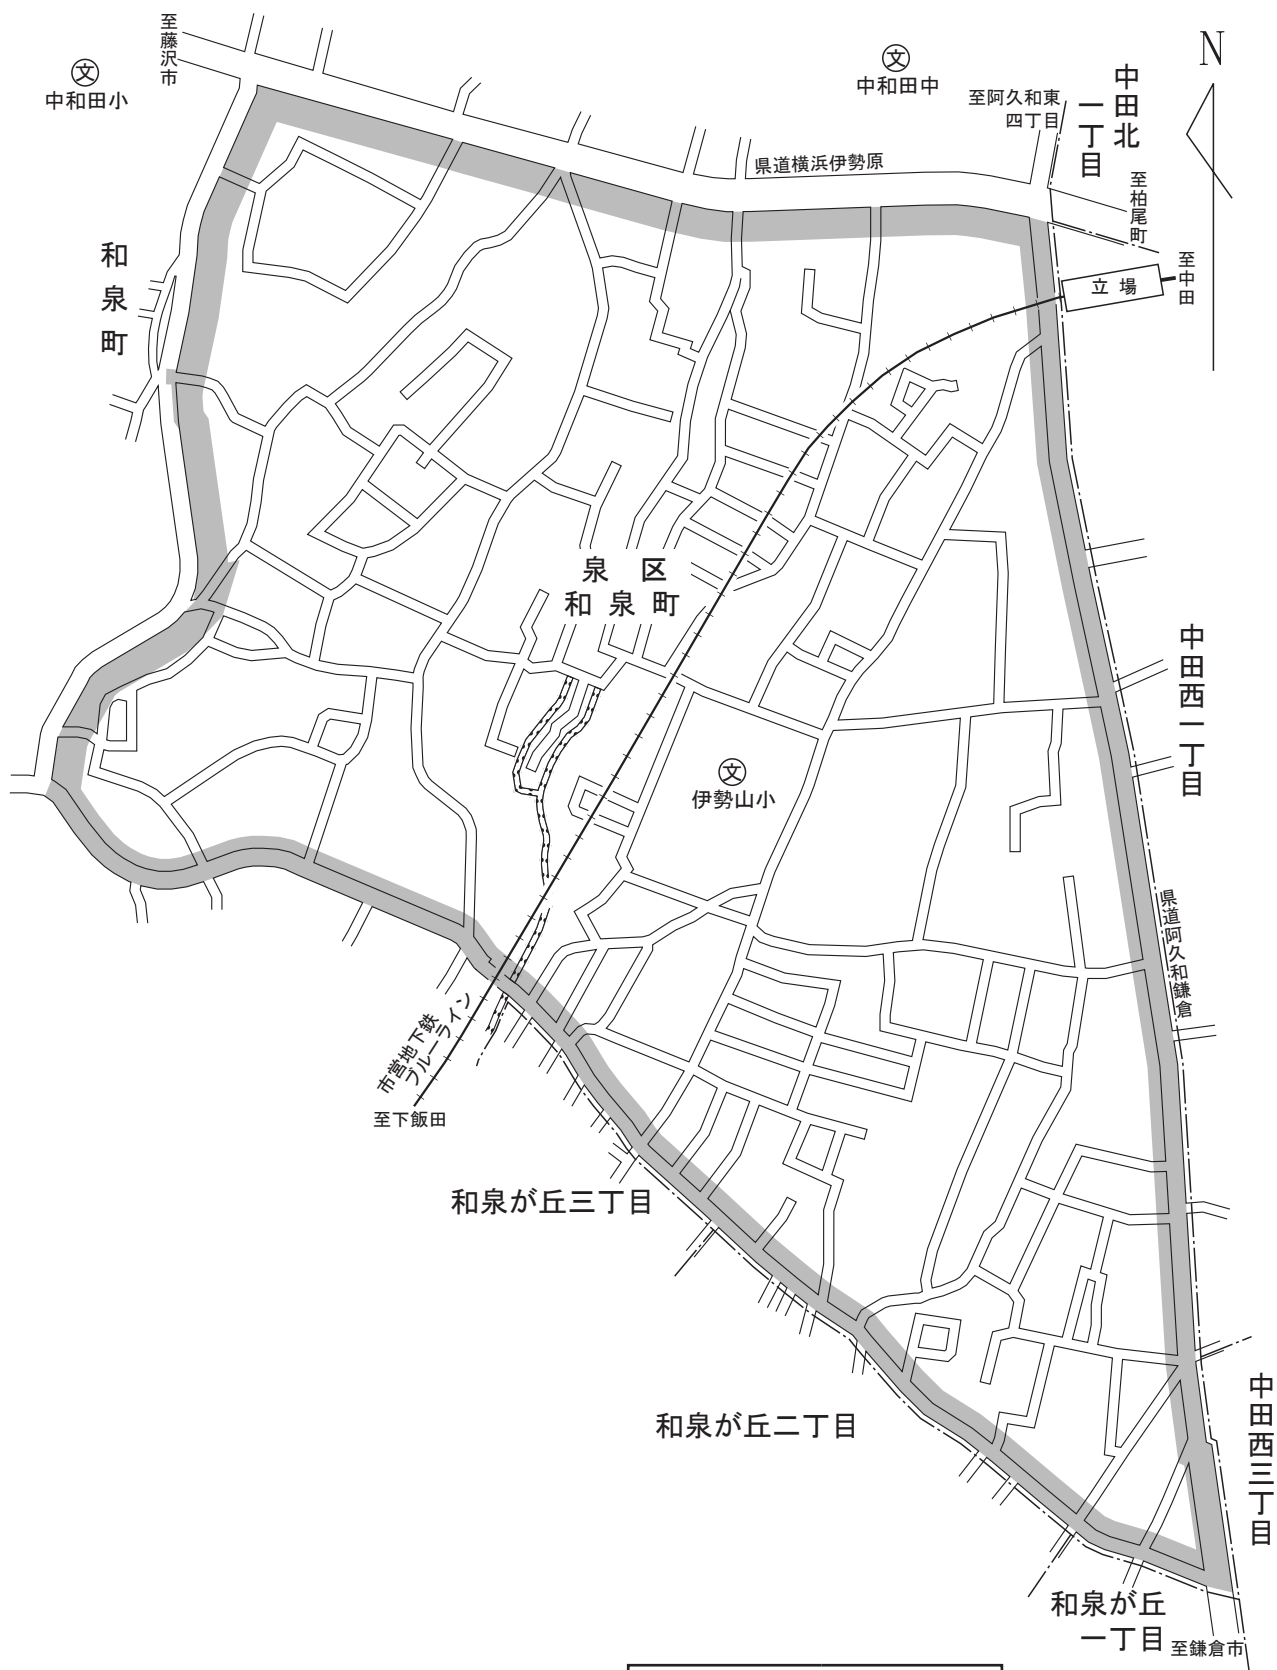 至藤沢市
文
中和田小
文
中和田中
至阿久和東
四丁目
中田北
一丁目
N
県道横浜伊勢原
至柏尾町
至中田
立場
和泉町
泉区
和泉町
中田西一丁目
文
伊勢山小
県道阿久和鎌倉
市営地下鉄
ブルーライン
至下飯田
和泉が丘三丁目
和泉が丘二丁目
中田西三丁目
和泉が丘
一丁目
至鎌倉市